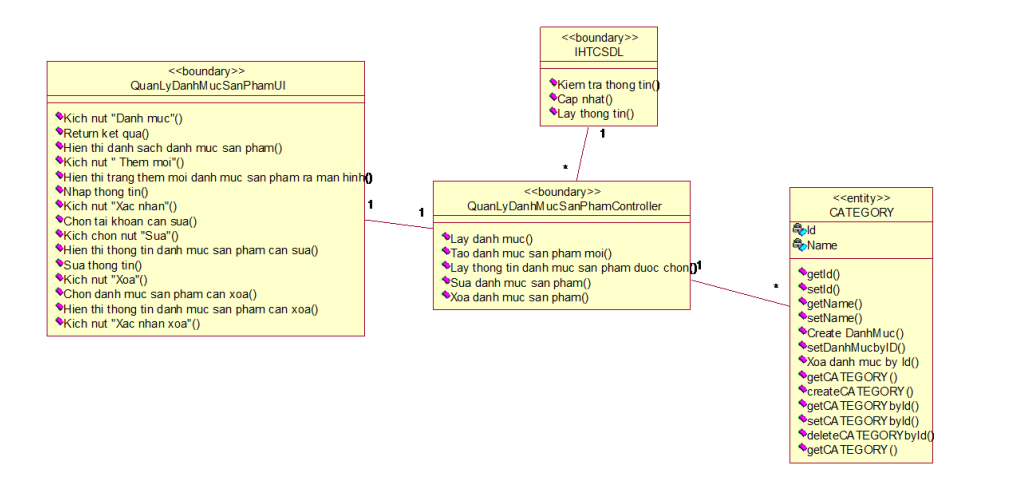 <<boundary>>
IHTCSDL
Kiem tra thong tin()
Cap nhat()
Lay thong tin()
1
*
<<boundary>>
QuanLyDanhMucSanPhamUI
Kich nut "Danh muc"()
Return ket qua()
Hien thi danh sach danh muc san pham()
Kich nut " Them moi"()
Hien thi trang them moi danh muc san pham ra man hinh()
Nhap thong tin()
Kich nut "Xac nhan"()
Chon tai khoan can sua()
Kich chon nut "Sua"()
Hien thi thong tin danh muc san pham can sua()
Sua thong tin()
Kich nut "Xoa"()
Chon danh muc san pham can xoa()
Hien thi thong tin danh muc san pham can xoa()
Kich nut "Xac nhan xoa"()
1
1
<<boundary>>
QuanLyDanhMucSanPhamController
Lay danh muc()
Tao danh muc san pham moi()
Lay thong tin danh muc san pham duoc chon()
Sua danh muc san pham()
Xoa danh muc san pham()
1
*
<<entity>>
CATEGORY
Id
Name
getId()
setId()
getName()
setName()
Create DanhMuc()
setDanhMucbyID()
Xoa danh muc by Id()
getCATEGORY()
createCATEGORY()
getCATEGORYbyId()
setCATEGORYbyId()
deleteCATEGORYbyId()
getCATEGORY()